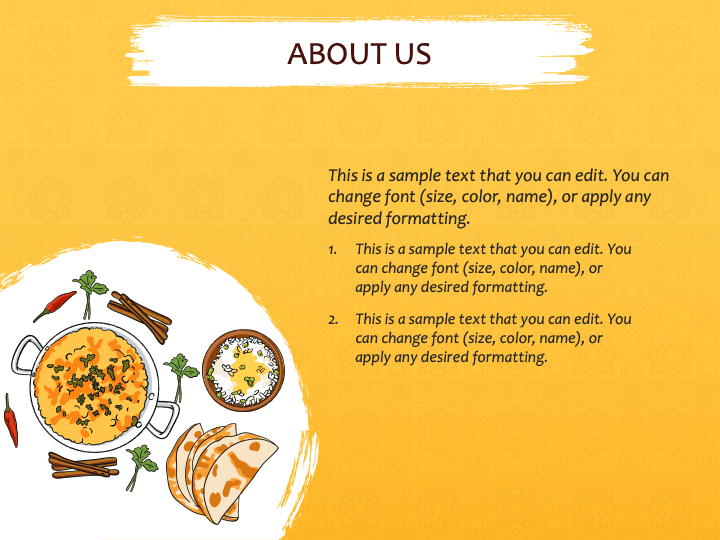 ABOUT US
This is a sample text that you can edit. You can
change font (size, color, name), or apply any
desired formatting.
1. This is a sample text that you can edit. You
can change font (size, color, name), or
apply any desired formatting.
2. This is a sample text that you can edit. You
can change font (size, color, name), or
apply any desired formatting.